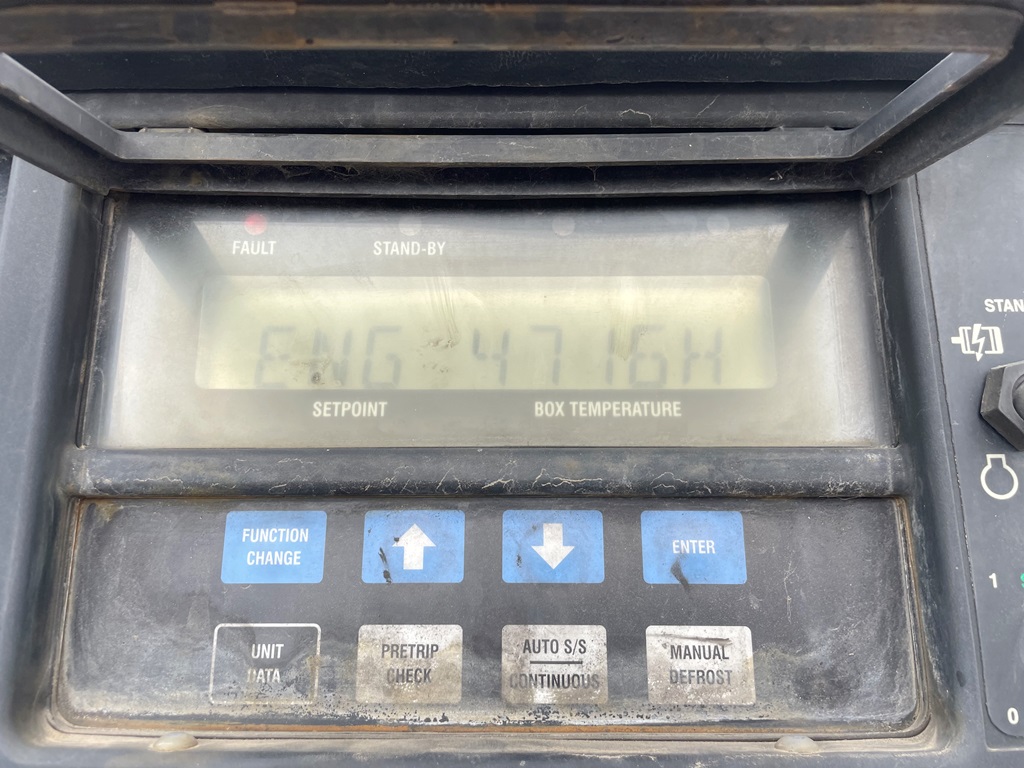 FAULT STAND-BY
ENG 4716H
SETPOINT BOX TEMPERATURE
FUNCTION CHANGE
ENTER
UNIT DATA
PRETRIP CHECK
AUTO S/S
CONTINUOUS
MANUAL DEFROST
STAN
1
0